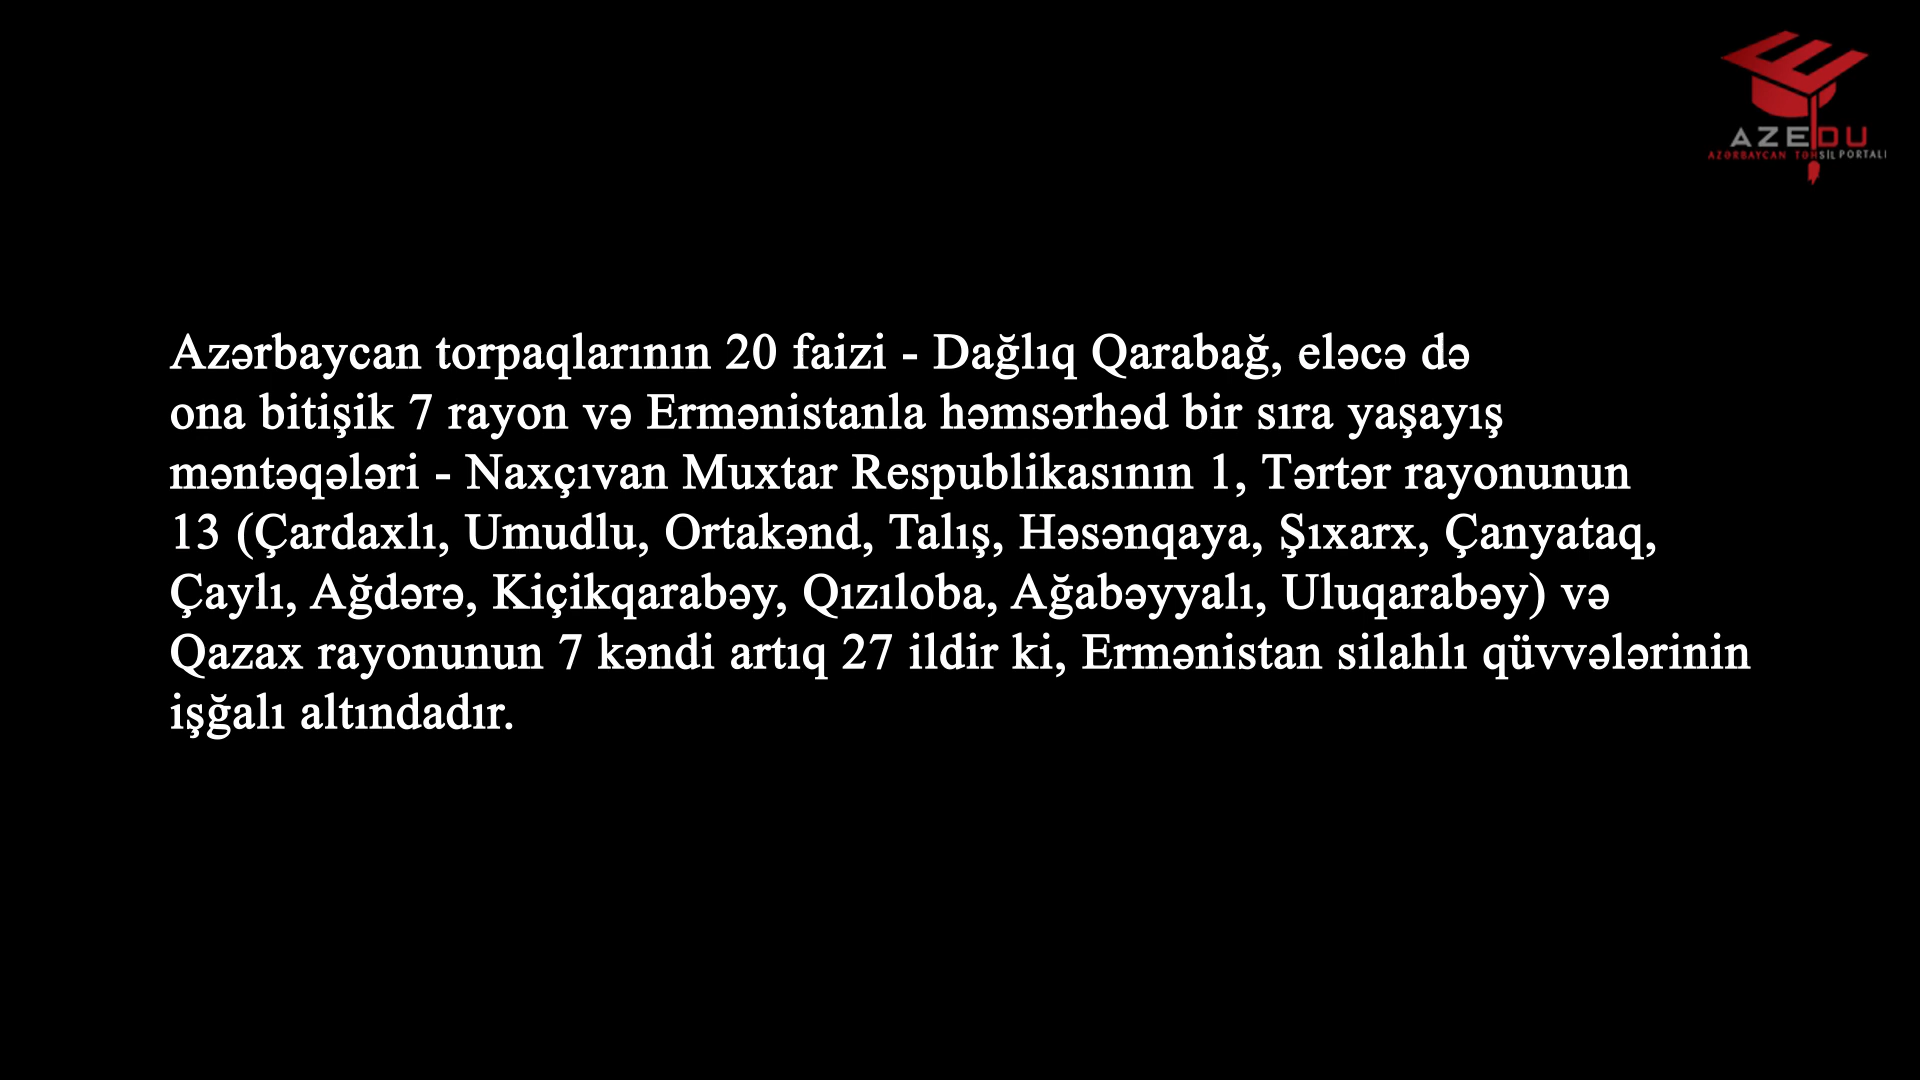 AZEDU
AZƏRBAYCAN TƏHSİL PORTALI
Azərbaycan torpaqlarının 20 faizi - Dağlıq Qarabağ, eləcə də
ona bitişik 7 rayon və Ermənistanla həmsərhəd bir sıra yaşayış
məntəqələri - Naxçıvan Muxtar Respublikasının 1, Tərtər rayonunun
13 (Çardaxlı, Umudlu, Ortakənd, Talış, Həsənqaya, Şıxarx, Çanyataq,
Çaylı, Ağdərə, Kiçikqarabəy, Qızıloba, Ağabəyyalı, Uluqarabəy) və
Qazax rayonunun 7 kəndi artıq 27 ildir ki, Ermənistan silahlı qüvvələrinin
işğalı altındadır.